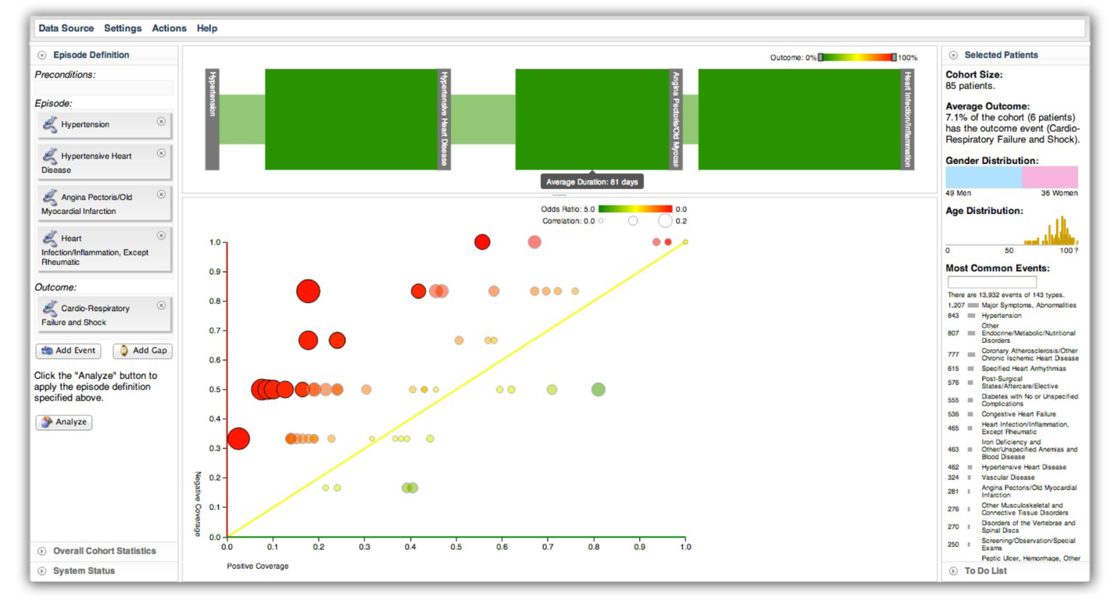 Data Source Settings Actions Help
Episode Definition
Preconditions:
Episode:
Hypertension
Hypertensive Heart
Disease
Angina Pectoris/Old
Myocardial Infarction
Heart
Infection/Inflammation, Except
Rheumatic
Outcome:
Cardio-Respiratory
Failure and Shock
Add Event Add Gap
Click the "Analyze" button to
apply the episode definition
specified above.
Analyze
Overall Cohort Statistics
System Status
Outcome: 0% 100%
Hypertension
Hypertensive Heart Disease
Angina Pectoris/Old Myocar
Heart Infection/Inflammation
Average Duration: 81 days
Odds Ratio: 5.0 0.0
Correlation: 0.0 0.2
1.0
0.9
0.8
0.7
0.6
0.5
0.4
0.3
0.2
0.1
0.0
Negative Coverage
0.0 0.1 0.2 0.3 0.4 0.5 0.6 0.7 0.8 0.9 1.0
Positive Coverage
Selected Patients
Cohort Size:
85 patients.
Average Outcome:
7.1% of the cohort (6 patients)
has the outcome event (Cardio-
Respiratory Failure and Shock).
Gender Distribution:
49 Men 36 Women
Age Distribution:
0 50 100 ?
Most Common Events:
There are 13,932 events of 143 types.
1,207 Major Symptoms, Abnormalities
843 Hypertension
Other
807 Endocrine/Metabolic/Nutritional
Disorders
777 Coronary Atherosclerosis/Other
Chronic Ischemic Heart Disease
615 Specified Heart Arrhythmias
576 Post-Surgical
States/Aftercare/Elective
555 Diabetes with No or Unspecified
Complications
536 Congestive Heart Failure
465 Heart Infection/Inflammation,
Except Rheumatic
Iron Deficiency and
463 Other/Unspecified Anemias and
Blood Disease
462 Hypertensive Heart Disease
324 Vascular Disease
281 Angina Pectoris/Old Myocardial
Infarction
276 Other Musculoskeletal and
Connective Tissue Disorders
270 Disorders of the Vertebrae and
Spinal Discs
250 Screening/Observation/Special
Exams
Peptic Ulcer, Hemorrhage, Other
To Do List